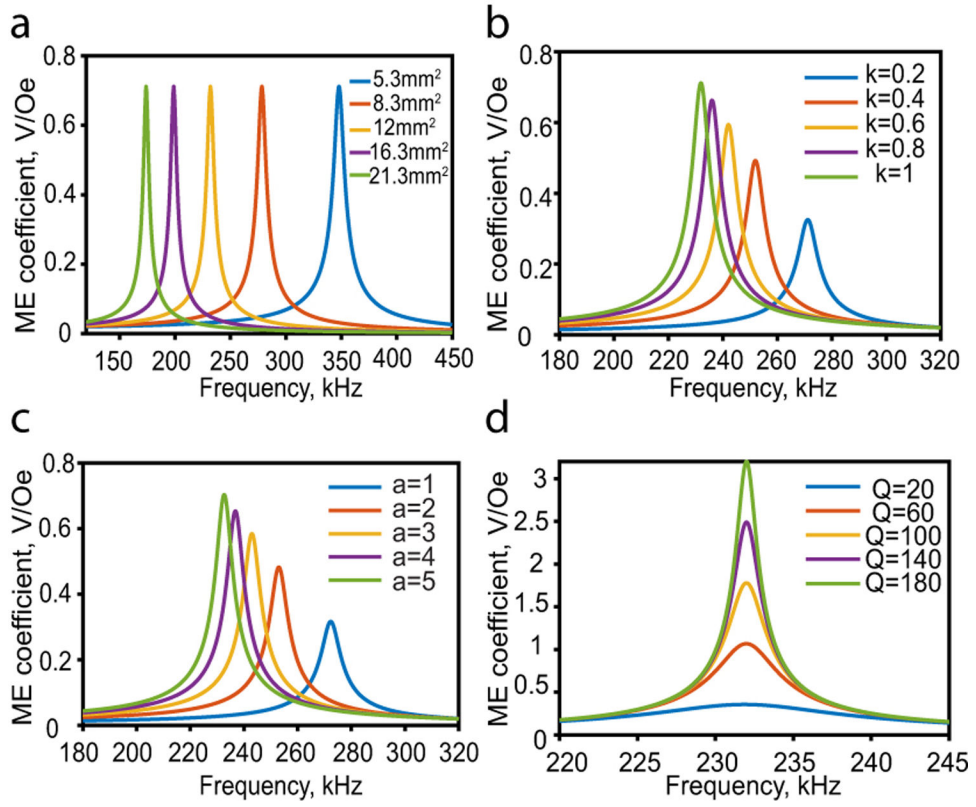 a
ME coefficient, V/Oe
0.8
0.6
0.4
0.2
0
5.3mm²
8.3mm²
12mm²
16.3mm²
21.3mm²
150 200 250 300 350 400 450
Frequency, kHz
b
ME coefficient, V/Oe
0.8
0.6
0.4
0.2
0
k=0.2
k=0.4
k=0.6
k=0.8
k=1
180 200 220 240 260 280 300 320
Frequency, kHz
c
ME coefficient, V/Oe
0.8
0.6
0.4
0.2
0
a=1
a=2
a=3
a=4
a=5
180 200 220 240 260 280 300 320
Frequency, kHz
d
ME coefficient, V/Oe
3
2.5
2
1.5
1
0.5
0
Q=20
Q=60
Q=100
Q=140
Q=180
220 225 230 235 240 245
Frequency, kHz